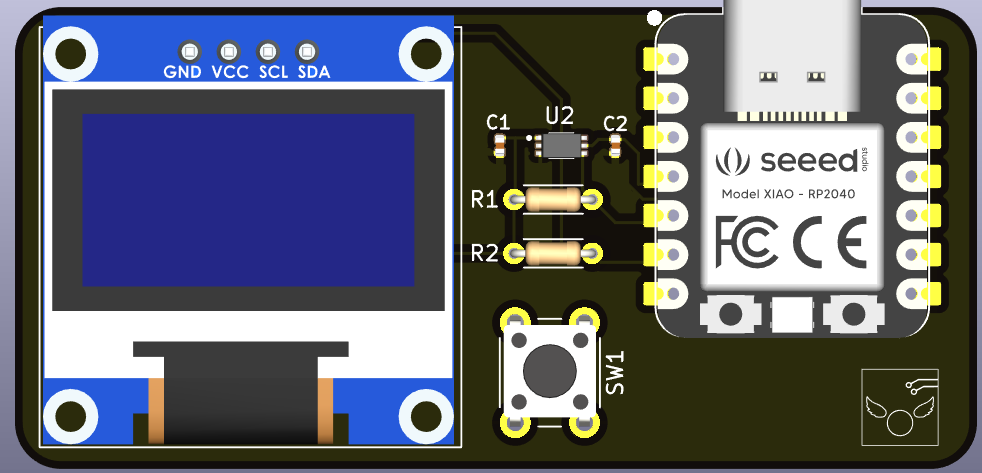 GND VCC SCL SDA
C1
U2
C2
R1
R2
SW1
seeed studio
Model XIAO - RP2040
FC CE